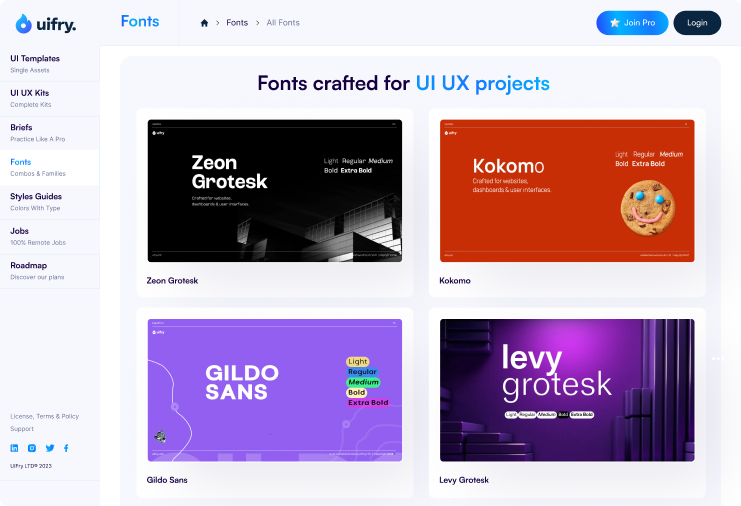 uifry.
Fonts
Fonts
All Fonts
Join Pro
Login
UI Templates
Single Assets
UI UX Kits
Complete Kits
Briefs
Practice Like A Pro
Fonts
Combos & Families
Styles Guides
Colors With Type
Jobs
100% Remote Jobs
Roadmap
Discover our plans
License, Terms & Policy
Support
UIFry LTD® 2023
Fonts crafted for UI UX projects
uifry
Zeon
Grotesk
Crafted for websites,
dashboards & user interfaces.
Light Regular Medium
Bold Extra Bold
Zeon Grotesk
uifry
Kokomo
Crafted for websites,
dashboards & user interfaces.
Light Regular Medium
Bold Extra Bold
Kokomo
uifry
GILDO
SANS
Light
Regular
Medium
Bold
Extra Bold
Gildo Sans
levy
grotesk
Light Regular Medium Bold Extra Bold
Levy Grotesk